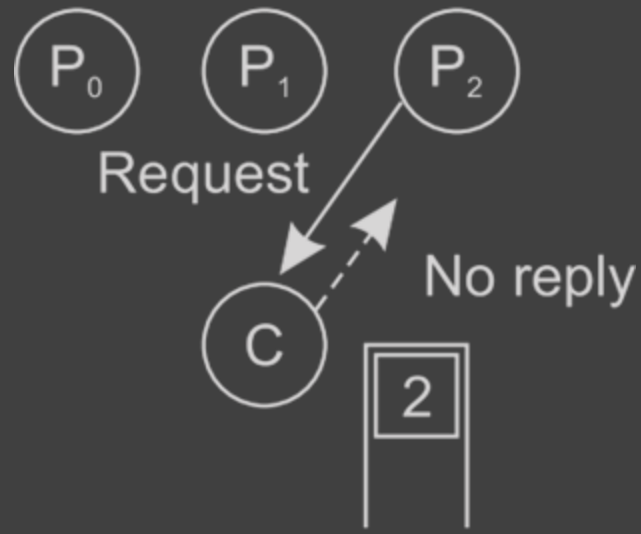 P₀ P₁ P₂
Request
No reply
C
2